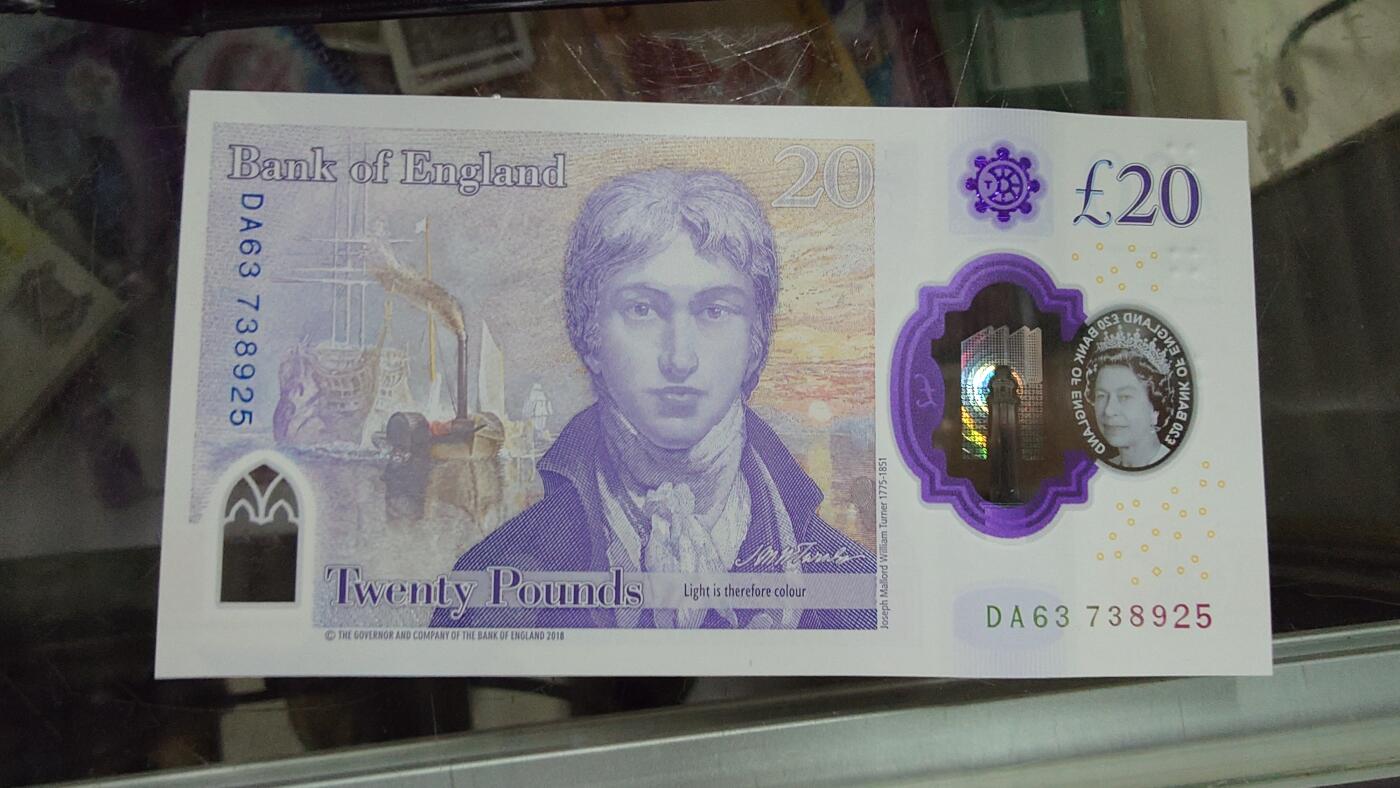 Bank of England
20
£20
DA63 738925
T
£
£20 BANK OF ENGLAND £20 BANK OF ENGLAND
Joseph Mallord William Turner 1775-1851
JMW Turner
Twenty Pounds
Light is therefore colour
DA63 738925
© THE GOVERNOR AND COMPANY OF THE BANK OF ENGLAND 2018